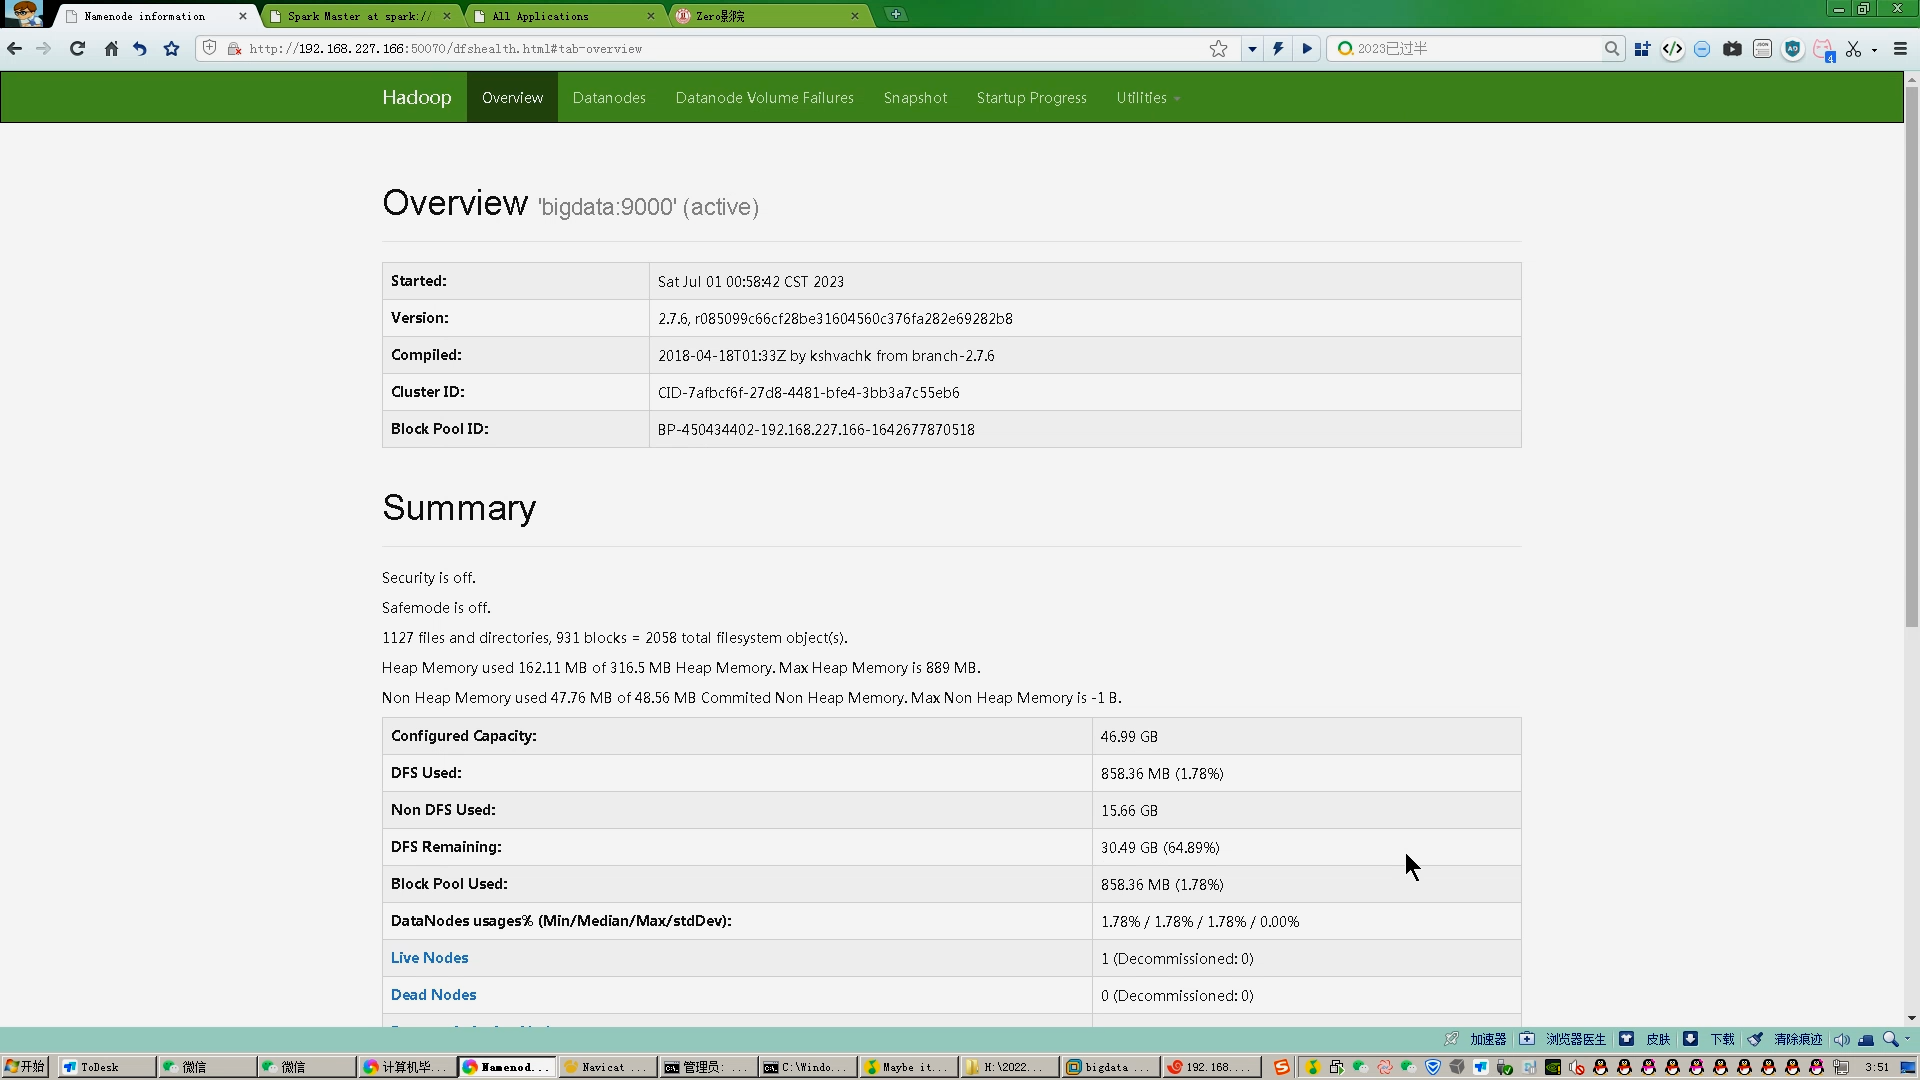 Namenode information
Spark Master at spark://
All Applications
Zero影院
http://192.168.227.166:50070/dfshealth.html#tab-overview
2023已过半
4
Hadoop
Overview
Datanodes
Datanode Volume Failures
Snapshot
Startup Progress
Utilities
Overview 'bigdata:9000' (active)
Started: Sat Jul 01 00:58:42 CST 2023
Version: 2.7.6, r085099c66cf28be31604560c376fa282e69282b8
Compiled: 2018-04-18T01:33Z by kshvachk from branch-2.7.6
Cluster ID: CID-7afbcf6f-27d8-4481-bfe4-3bb3a7c55eb6
Block Pool ID: BP-450434402-192.168.227.166-1642677870518
Summary
Security is off.
Safemode is off.
1127 files and directories, 931 blocks = 2058 total filesystem object(s).
Heap Memory used 162.11 MB of 316.5 MB Heap Memory. Max Heap Memory is 889 MB.
Non Heap Memory used 47.76 MB of 48.56 MB Commited Non Heap Memory. Max Non Heap Memory is -1 B.
Configured Capacity: 46.99 GB
DFS Used: 858.36 MB (1.78%)
Non DFS Used: 15.66 GB
DFS Remaining: 30.49 GB (64.89%)
Block Pool Used: 858.36 MB (1.78%)
DataNodes usages% (Min/Median/Max/stdDev): 1.78% / 1.78% / 1.78% / 0.00%
Live Nodes 1 (Decommissioned: 0)
Dead Nodes 0 (Decommissioned: 0)
加速器
浏览器医生
皮肤
下载
清除痕迹
开始
ToDesk
微信
微信
计算机毕...
Namenod...
Navicat ...
管理员: ...
C:\Windo...
Maybe it...
H:\2022...
bigdata ...
192.168....
3:51